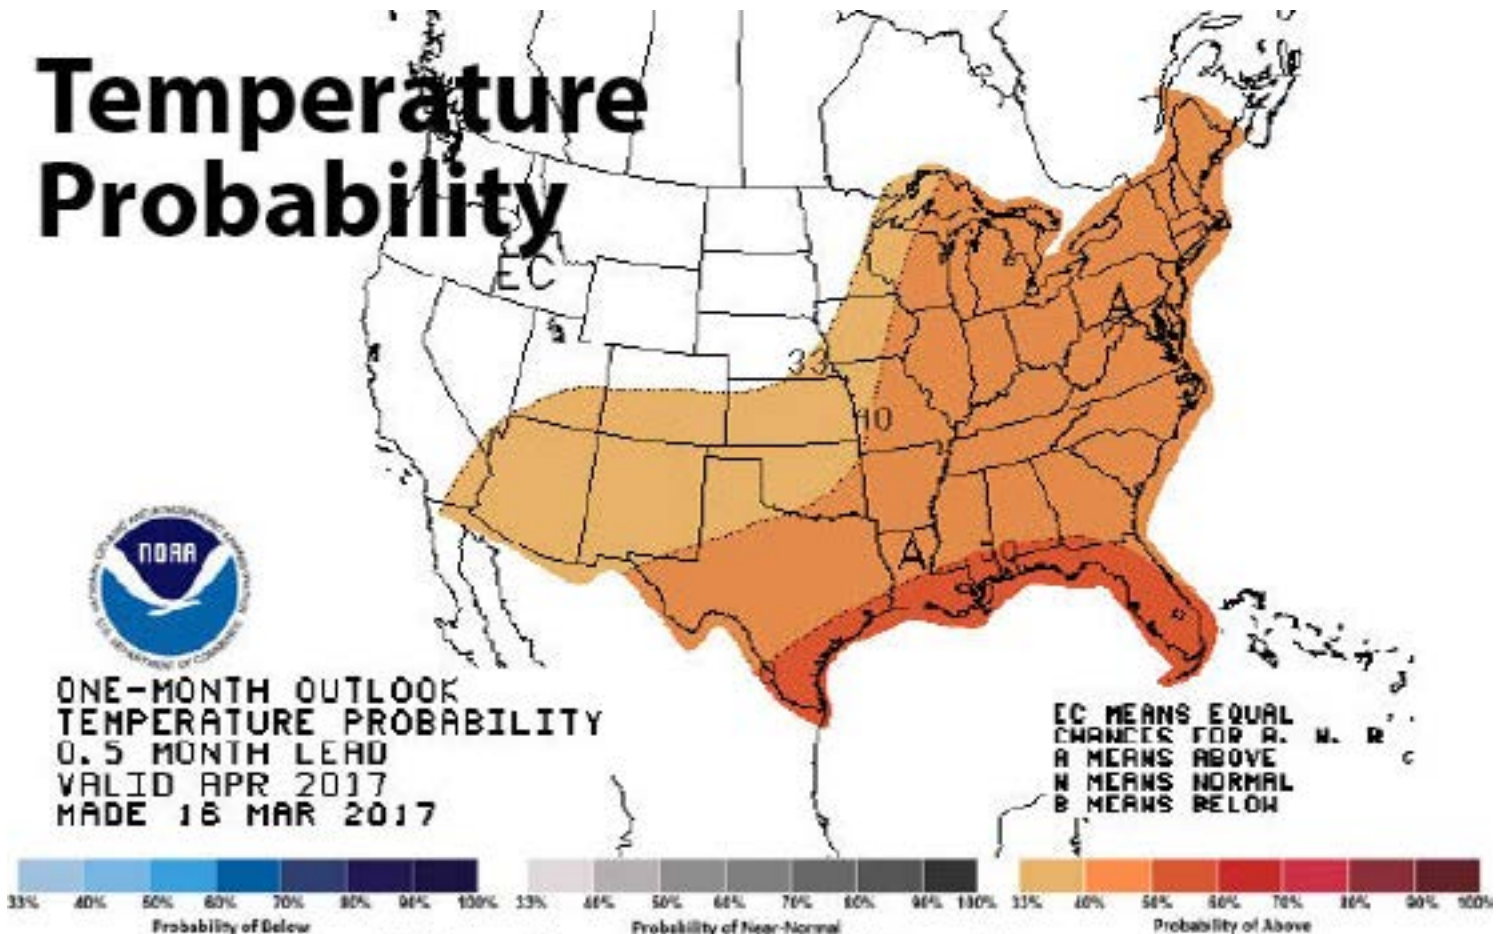 Temperature
Probability
EC
33
40
A
A
50
NOAA
ONE-MONTH OUTLOOK
TEMPERATURE PROBABILITY
0.5 MONTH LEAD
VALID APR 2017
MADE 16 MAR 2017
EC MEANS EQUAL
CHANCES FOR A, N, B
A MEANS ABOVE
N MEANS NORMAL
B MEANS BELOW
33% 40% 50% 60% 70% 80% 90% 100%
Probability of Below
33% 40% 50% 60% 70% 80% 90% 100%
Probability of Near-Normal
33% 40% 50% 60% 70% 80% 90% 100%
Probability of Above